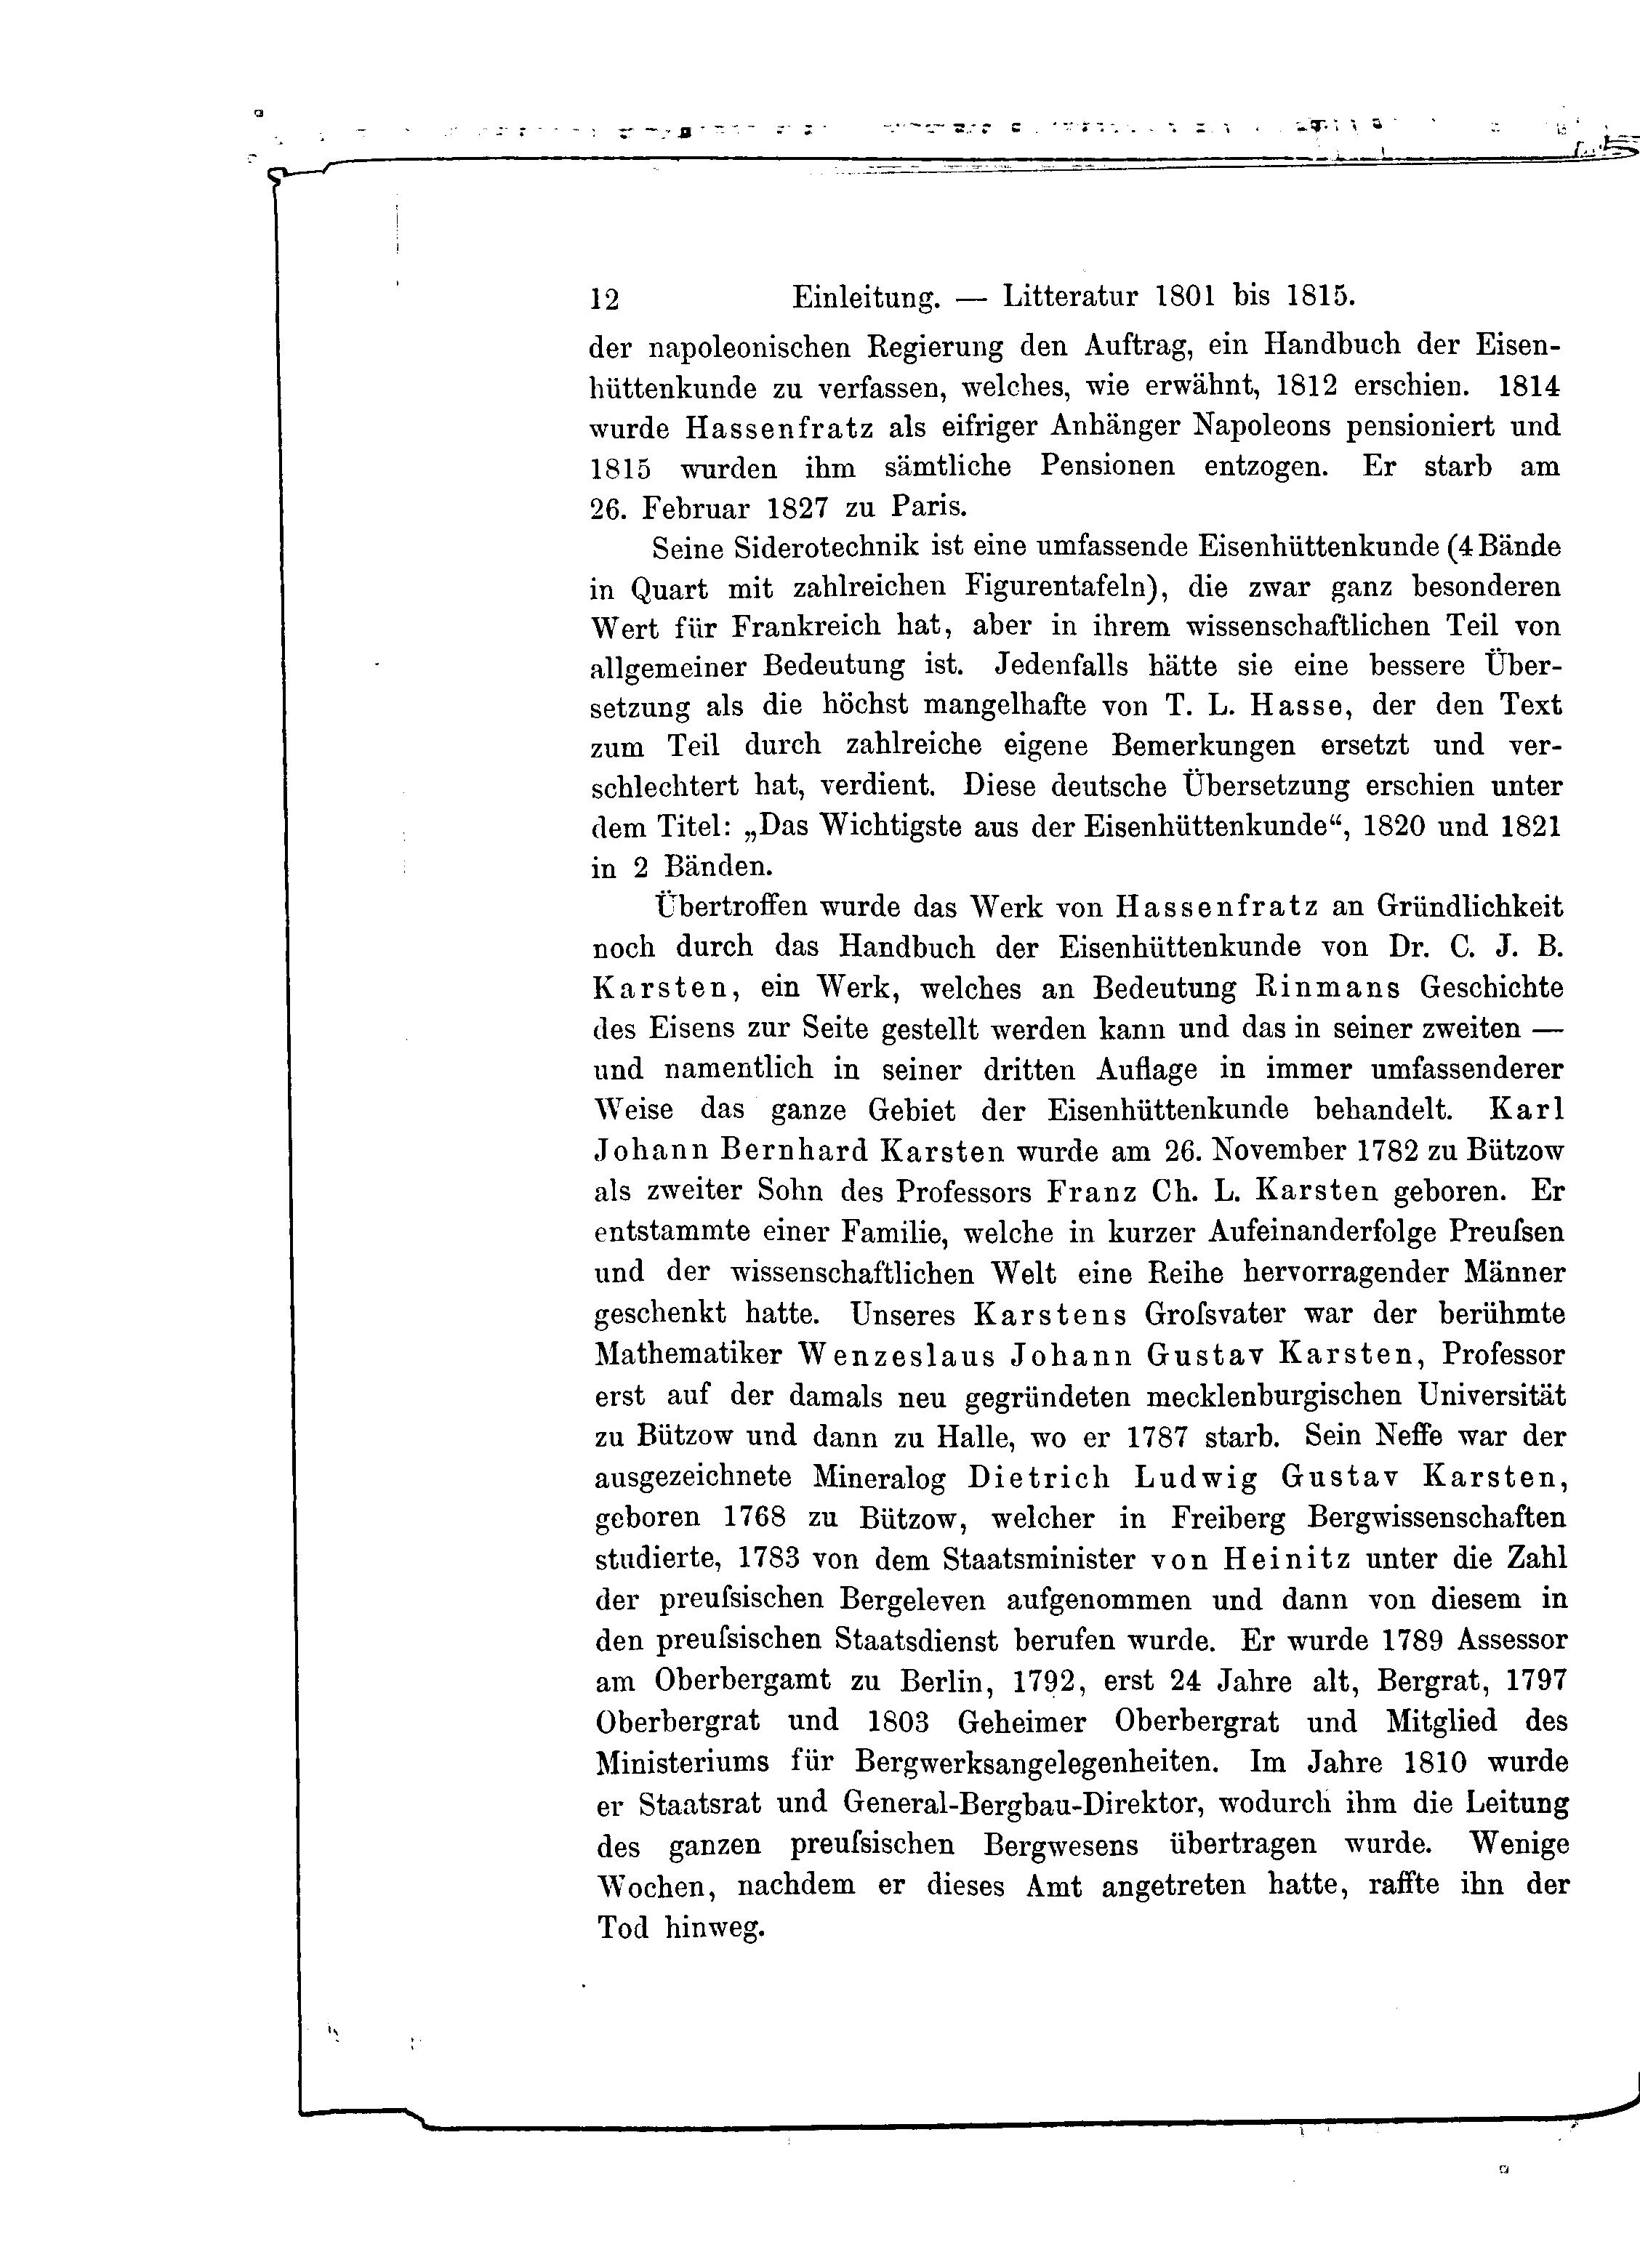 12 Einleitung. — Litteratur 1801 bis 1815.
der napoleonischen Regierung den Auftrag, ein Handbuch der Eisen-
hüttenkunde zu verfassen, welches, wie erwähnt, 1812 erschien. 1814
wurde Hassenfratz als eifriger Anhänger Napoleons pensioniert und
1815 wurden ihm sämtliche Pensionen entzogen. Er starb am
26. Februar 1827 zu Paris.
Seine Siderotechnik ist eine umfassende Eisenhüttenkunde (4 Bände
in Quart mit zahlreichen Figurentafeln), die zwar ganz besonderen
Wert für Frankreich hat, aber in ihrem wissenschaftlichen Teil von
allgemeiner Bedeutung ist. Jedenfalls hätte sie eine bessere Über-
setzung als die höchst mangelhafte von T. L. Hasse, der den Text
zum Teil durch zahlreiche eigene Bemerkungen ersetzt und ver-
schlechtert hat, verdient. Diese deutsche Übersetzung erschien unter
dem Titel: „Das Wichtigste aus der Eisenhüttenkunde“, 1820 und 1821
in 2 Bänden.
Übertroffen wurde das Werk von Hassenfratz an Gründlichkeit
noch durch das Handbuch der Eisenhüttenkunde von Dr. C. J. B.
Karsten, ein Werk, welches an Bedeutung Rinmans Geschichte
des Eisens zur Seite gestellt werden kann und das in seiner zweiten —
und namentlich in seiner dritten Auflage in immer umfassenderer
Weise das ganze Gebiet der Eisenhüttenkunde behandelt. Karl
Johann Bernhard Karsten wurde am 26. November 1782 zu Bützow
als zweiter Sohn des Professors Franz Ch. L. Karsten geboren. Er
entstammte einer Familie, welche in kurzer Aufeinanderfolge Preuſsen
und der wissenschaftlichen Welt eine Reihe hervorragender Männer
geschenkt hatte. Unseres Karstens Groſsvater war der berühmte
Mathematiker Wenzeslaus Johann Gustav Karsten, Professor
erst auf der damals neu gegründeten mecklenburgischen Universität
zu Bützow und dann zu Halle, wo er 1787 starb. Sein Neffe war der
ausgezeichnete Mineralog Dietrich Ludwig Gustav Karsten,
geboren 1768 zu Bützow, welcher in Freiberg Bergwissenschaften
studierte, 1783 von dem Staatsminister von Heinitz unter die Zahl
der preuſsischen Bergeleven aufgenommen und dann von diesem in
den preuſsischen Staatsdienst berufen wurde. Er wurde 1789 Assessor
am Oberbergamt zu Berlin, 1792, erst 24 Jahre alt, Bergrat, 1797
Oberbergrat und 1803 Geheimer Oberbergrat und Mitglied des
Ministeriums für Bergwerksangelegenheiten. Im Jahre 1810 wurde
er Staatsrat und General-Bergbau-Direktor, wodurch ihm die Leitung
des ganzen preuſsischen Bergwesens übertragen wurde. Wenige
Wochen, nachdem er dieses Amt angetreten hatte, raffte ihn der
Tod hinweg.